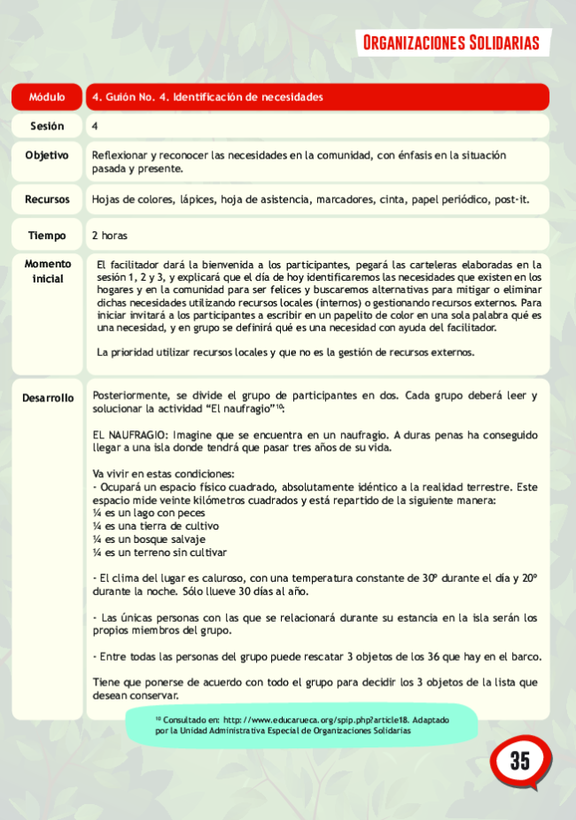 Organizaciones Solidarias
Módulo
4. Guión No. 4. Identificación de necesidades
Sesión
4
Objetivo
Reflexionar y reconocer las necesidades en la comunidad, con énfasis en la situación
pasada y presente.
Recursos
Hojas de colores, lápices, hoja de asistencia, marcadores, cinta, papel periódico, post-it.
Tiempo
2 horas
Momento
inicial
El facilitador dará la bienvenida a los participantes, pegará las carteleras elaboradas en la
sesión 1, 2 y 3, y explicará que el día de hoy identificaremos las necesidades que existen en los
hogares y en la comunidad para ser felices y buscaremos alternativas para mitigar o eliminar
dichas necesidades utilizando recursos locales (internos) o gestionando recursos externos. Para
iniciar invitará a los participantes a escribir en un papelito de color en una sola palabra qué es
una necesidad, y en grupo se definirá qué es una necesidad con ayuda del facilitador.
La prioridad utilizar recursos locales y que no es la gestión de recursos externos.
Desarrollo
Posteriormente, se divide el grupo de participantes en dos. Cada grupo deberá leer y
solucionar la actividad “El naufragio”¹⁰:
EL NAUFRAGIO: Imagine que se encuentra en un naufragio. A duras penas ha conseguido
llegar a una isla donde tendrá que pasar tres años de su vida.
Va vivir en estas condiciones:
- Ocupará un espacio físico cuadrado, absolutamente idéntico a la realidad terrestre. Este
espacio mide veinte kilómetros cuadrados y está repartido de la siguiente manera:
¼ es un lago con peces
¼ es una tierra de cultivo
¼ es un bosque salvaje
¼ es un terreno sin cultivar
- El clima del lugar es caluroso, con una temperatura constante de 30º durante el día y 20º
durante la noche. Sólo llueve 30 días al año.
- Las únicas personas con las que se relacionará durante su estancia en la isla serán los
propios miembros del grupo.
- Entre todas las personas del grupo puede rescatar 3 objetos de los 36 que hay en el barco.
Tiene que ponerse de acuerdo con todo el grupo para decidir los 3 objetos de la lista que
desean conservar.
¹⁰ Consultado en: http://www.educarueca.org/spip.php?article18. Adaptado
por la Unidad Administrativa Especial de Organizaciones Solidarias
35